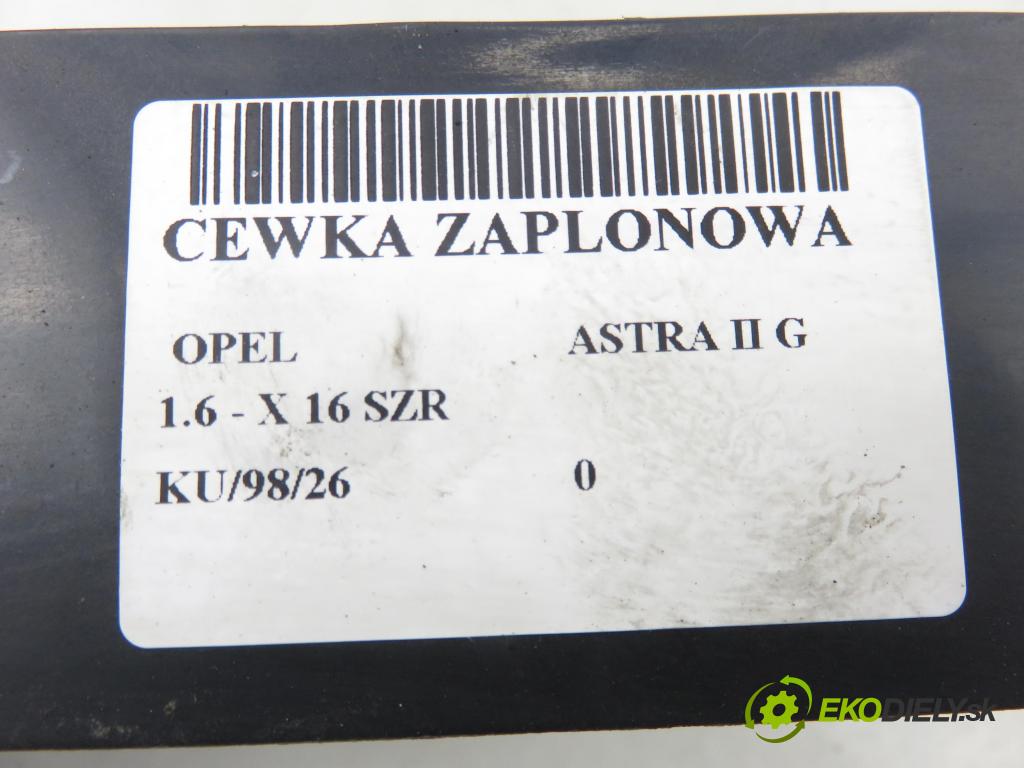 CEWKA ZAPLONOWA
OPEL ASTRA II G
1.6 - X 16 SZR
KU/98/26 0
EKODIELY.sk